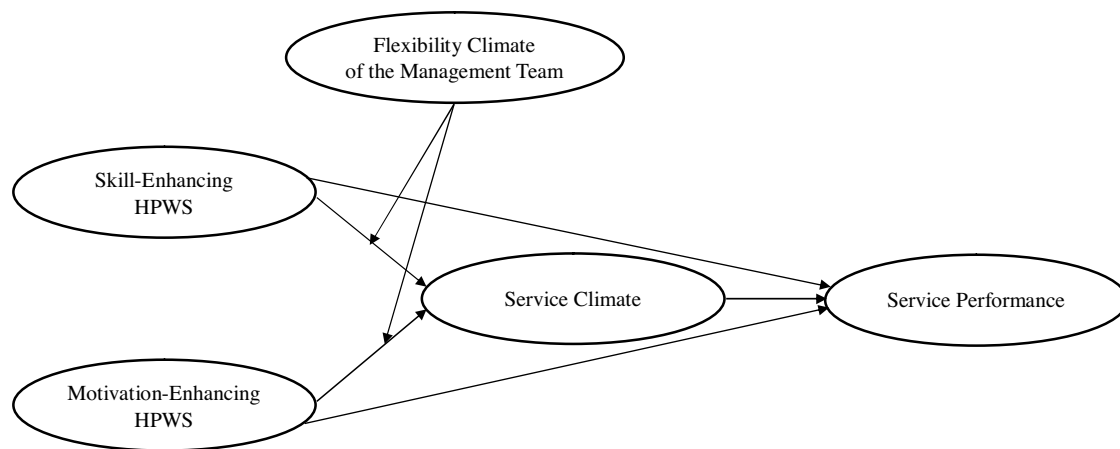 Flexibility Climate
of the Management Team
Skill-Enhancing
HPWS
Service Climate
Service Performance
Motivation-Enhancing
HPWS